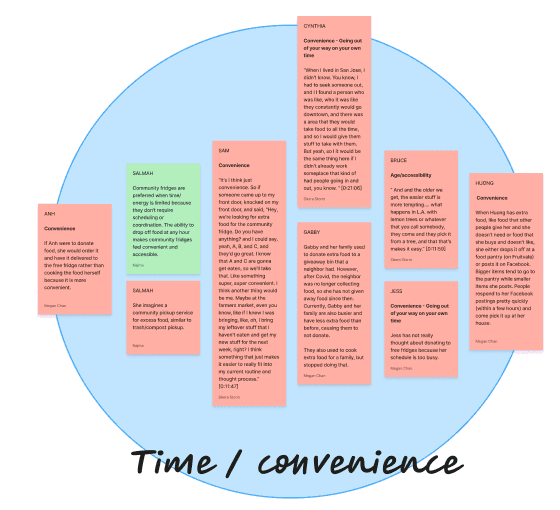 CYNTHIA
Convenience - Going out
of your way on your own
time
"When I lived in San Jose, I
didn't know. You know, I
had to seek someone out,
and I I found a person who
was like, who it was like
they constantly would go
downtown, and there was
a area that they would
take food to all the time,
and so I would give them
stuff to take with them.
But yeah, so I it would be
the same thing here if I
didn't already work
someplace that kind of
had people going in and
out, you know. " [0:21:06]
Sierra Storm
SAM
Convenience
"It's I think just
convenience. So if
someone came up to my
front door, knocked on my
front door, and said, "Hey,
we're looking for extra
food for the community
fridge. Do you have
anything? and I could say,
yeah, A, B, and C, and
they'd go. I know
that A and C are gonna
get eaten, so we'll take
that. Like something
super, super convenient. I
think another thing would
be me. Maybe at the
farmers market, even you
know, like if I knew I was
bringing, like, oh, I bring
my leftover stuff that I
haven't eaten and get my
new stuff for the next
week, right? I think
something that just makes
it easier to really fit into
my current routine and
thought process."
[0:11:47]
Sierra Storm
BRUCE
Age/accessibility
" And and the older we
get, the easier stuff is
more tempting.... what
happens in L.A. with
lemon trees or whatever
that you call somebody,
they come and they pick it
from a tree, and that that's
makes it easy." [0:11:59]
Sierra Storm
SALMAH
Community fridges are
preferred when time/
energy is limited because
they don't require
scheduling or
coordination. The ability to
drop off food at any hour
makes community fridges
feel convenient and
accessible.
Najma
HUONG
Convenience
When Huong has extra
food, like food that other
people give her and she
doesn't need or food that
she buys and doesn't like,
she either drops it off at a
food pantry (on Fruitvale)
or posts it on Facebook.
Bigger items tend to go to
the pantry while smaller
items she posts. People
respond to her Facebook
postings pretty quickly
(within a few hours) and
come pick it up at her
house.
Megan Chan
ANH
Convenience
If Anh were to donate
food, she would order it
and have it delivered to
the free fridge rather than
cooking the food herself
because it is more
convenient.
Megan Chan
GABBY
Gabby and her family used
to donate extra food to a
giveaway bin that a
neighbor had. However,
after Covid, the neighbor
was no longer collecting
food, so she has not given
away food since then.
Currently, Gabby and her
family are also busier and
have less extra food than
before, causing them to
not donate.
They also used to cook
extra food for a family, but
stopped doing that
Megan Chan
SALMAH
She imagines a
community pickup service
for excess food, similar to
trash/compost pickup.
Najma
JESS
Convenience - Going out
of your way on your own
time
Jess has not really
thought about donating to
free fridges because her
schedule is too busy.
Megan Chan
Time / convenience